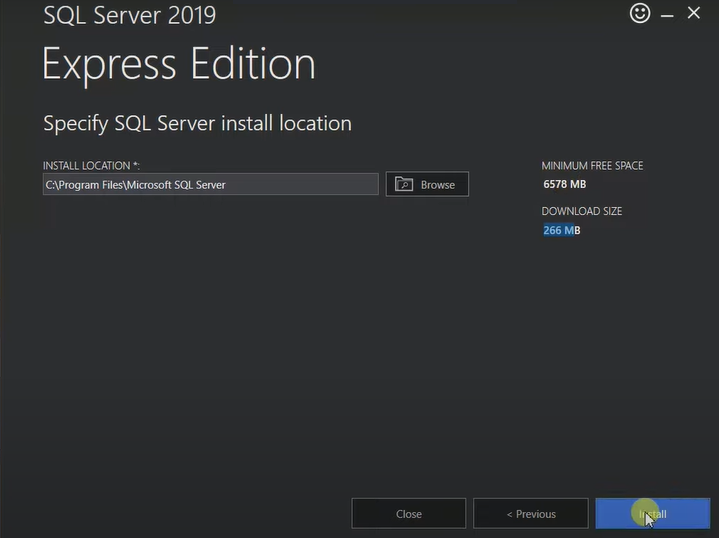 SQL Server 2019
Express Edition
Specify SQL Server install location
INSTALL LOCATION *:
C:\Program Files\Microsoft SQL Server
Browse
MINIMUM FREE SPACE
6578 MB
DOWNLOAD SIZE
266 MB
Close
< Previous
Install